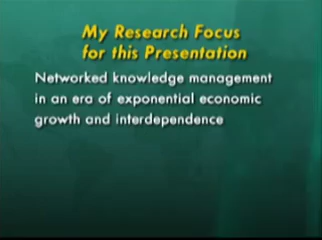 My Research Focus
for this Presentation
Networked knowledge management
in an era of exponential economic
growth and interdependence